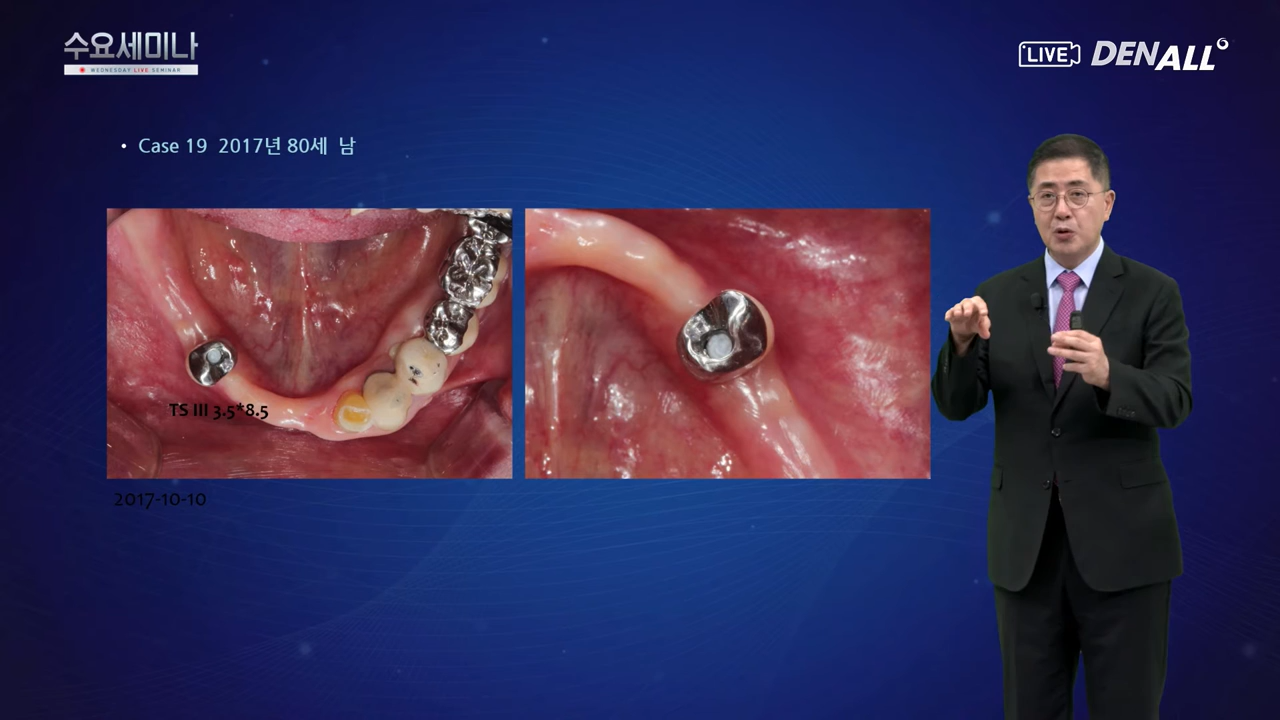 수요세미나
WEDNESDAY LIVE SEMINAR
LIVE DENALL
• Case 19 2017년 80세 남
TS III 3.5*8.5
2017-10-10